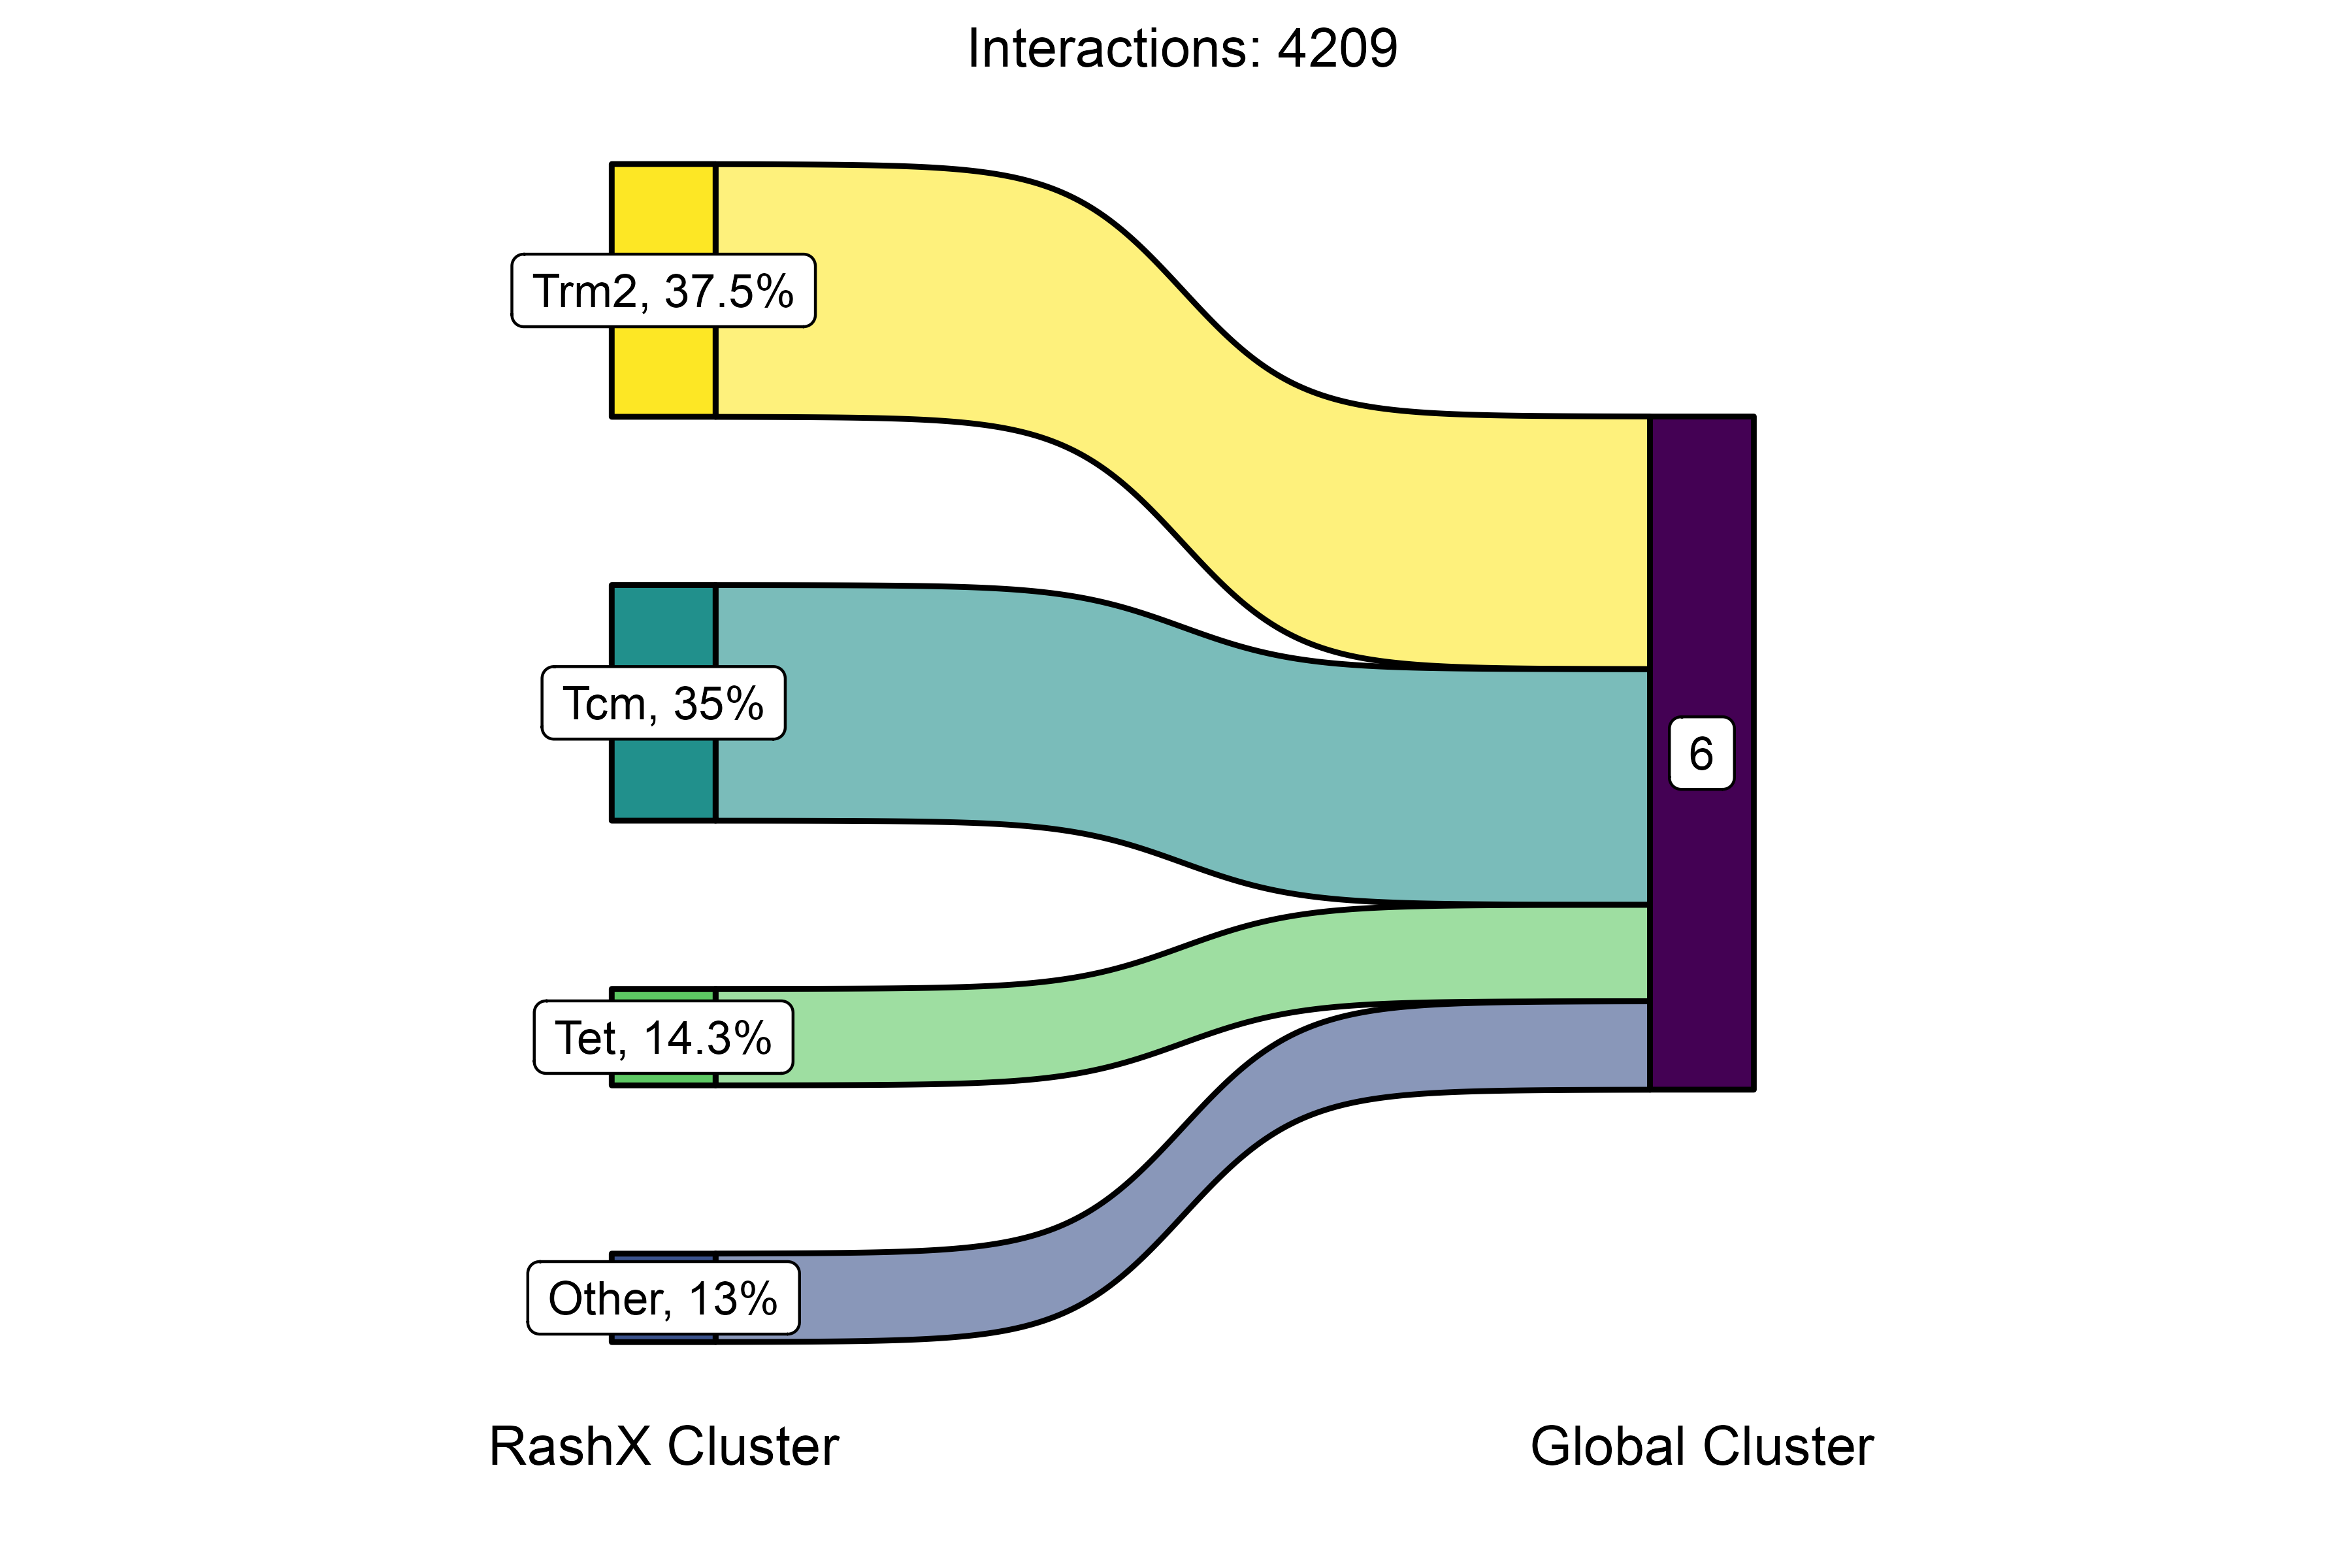 Interactions: 4209
Trm2, 37.5%
Tcm, 35%
6
Tet, 14.3%
Other, 13%
RashX Cluster
Global Cluster